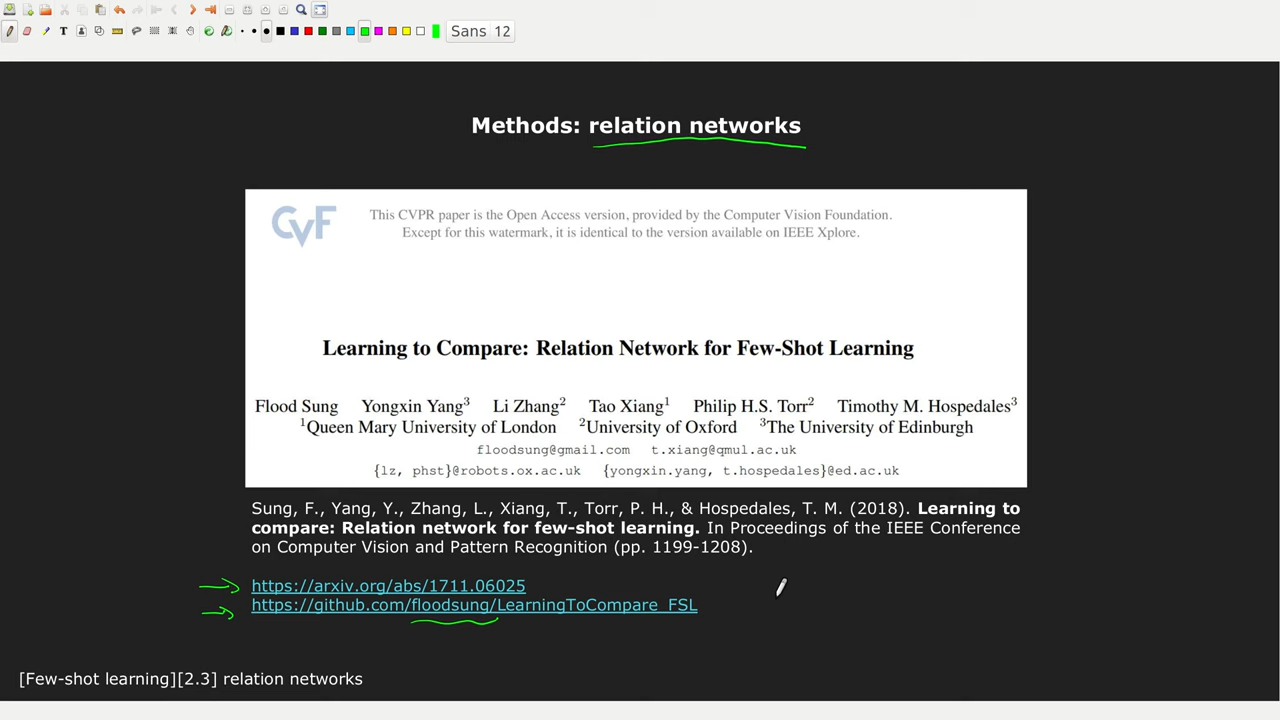 Sans 12
Methods: relation networks
CVF
This CVPR paper is the Open Access version, provided by the Computer Vision Foundation.
Except for this watermark, it is identical to the version available on IEEE Xplore.
Learning to Compare: Relation Network for Few-Shot Learning
Flood Sung Yongxin Yang³ Li Zhang² Tao Xiang¹ Philip H.S. Torr² Timothy M. Hospedales³
¹Queen Mary University of London ²University of Oxford ³The University of Edinburgh
floodsung@gmail.com t.xiang@qmul.ac.uk
{lz, phst}@robots.ox.ac.uk {yongxin.yang, t.hospedales}@ed.ac.uk
Sung, F., Yang, Y., Zhang, L., Xiang, T., Torr, P. H., & Hospedales, T. M. (2018). Learning to
compare: Relation network for few-shot learning. In Proceedings of the IEEE Conference
on Computer Vision and Pattern Recognition (pp. 1199-1208).
https://arxiv.org/abs/1711.06025
https://github.com/floodsung/LearningToCompare_FSL
[Few-shot learning][2.3] relation networks